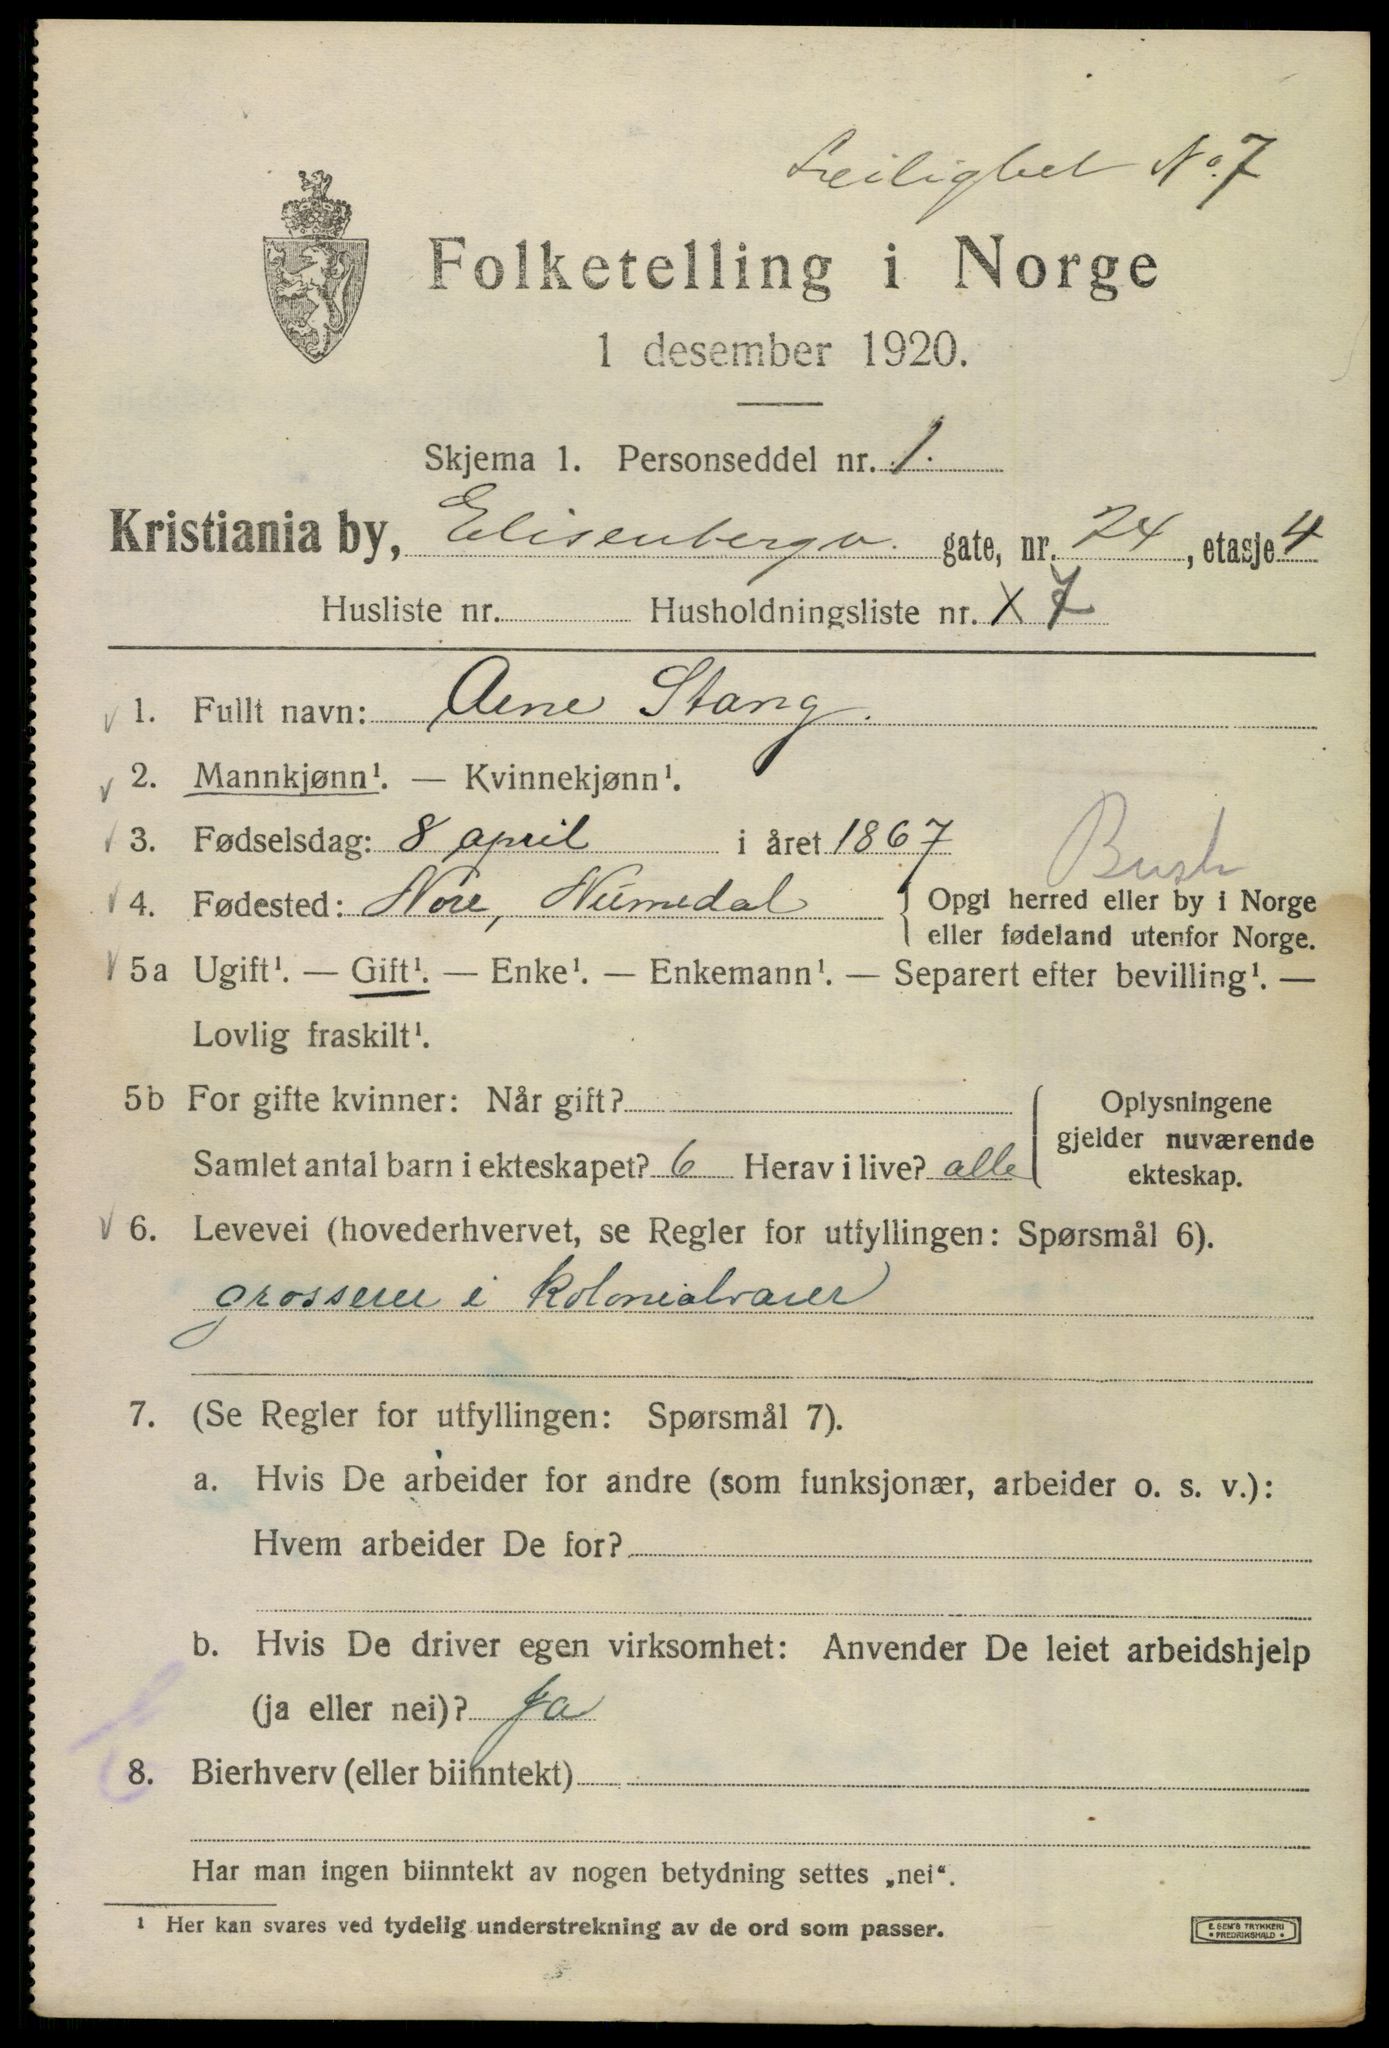 Leilighet No. 7
Folketelling i Norge
1 desember 1920.
Skjema 1. Personseddel nr. 1.
Kristiania by, Elisenbergv. gate, nr. 24, etasje 4
Husliste nr. Husholdningsliste nr. X 7
1. Fullt navn: Arne Stang.
2. Mannkjønn¹. — Kvinnekjønn¹.
3. Fødselsdag: 8 april i året 1867
Busk
4. Fødested: Nore, Numedal { Opgi herred eller by i Norge
eller fødeland utenfor Norge.
5a Ugift¹. — Gift¹. — Enke¹. — Enkemann¹. — Separert efter bevilling¹. —
Lovlig fraskilt¹.
5b For gifte kvinner: Når gift?
Samlet antal barn i ekteskapet? 6 Herav i live? alle
Oplysningene
gjelder nuværende
ekteskap.
6. Levevei (hovederhvervet, se Regler for utfyllingen: Spørsmål 6).
grosserer i kolonialvarer
7. (Se Regler for utfyllingen: Spørsmål 7).
a. Hvis De arbeider for andre (som funksjonær, arbeider o. s. v.):
Hvem arbeider De for?
b. Hvis De driver egen virksomhet: Anvender De leiet arbeidshjelp
(ja eller nei)? Ja
8. Bierhverv (eller biinntekt)
Har man ingen biinntekt av nogen betydning settes „nei“.
¹ Her kan svares ved tydelig understrekning av de ord som passer.
E. SEM'S TRYKKERI
• FREDRIKSHALD •